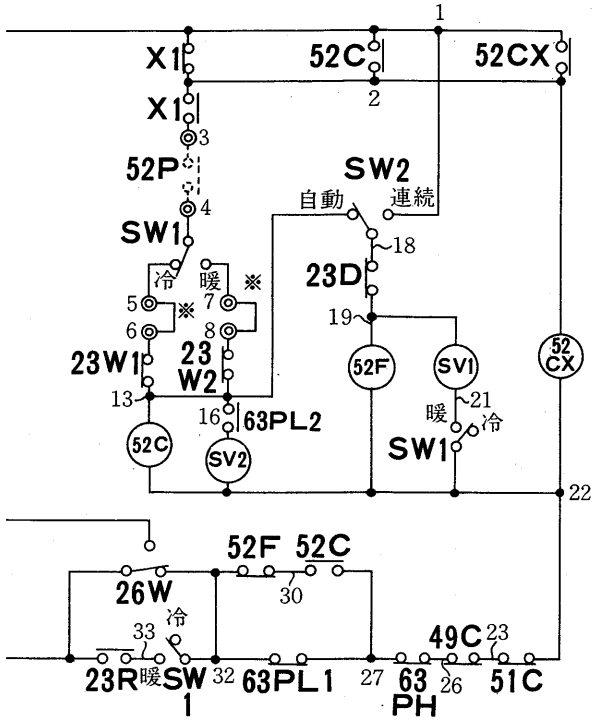 1
X1
52C
52CX
2
X1
3
52P
SW2
自動
連続
4
SW1
18
冷
暖
※
23D
5
※
7
6
8
19
23W1
23
W2
52F
SV1
52
CX
13
16
63PL2
21
暖
冷
52C
SV2
SW1
22
52F
52C
26W
30
冷
33
49C
23
23R
暖
SW
1
32
63PL1
27
63
PH
26
51C